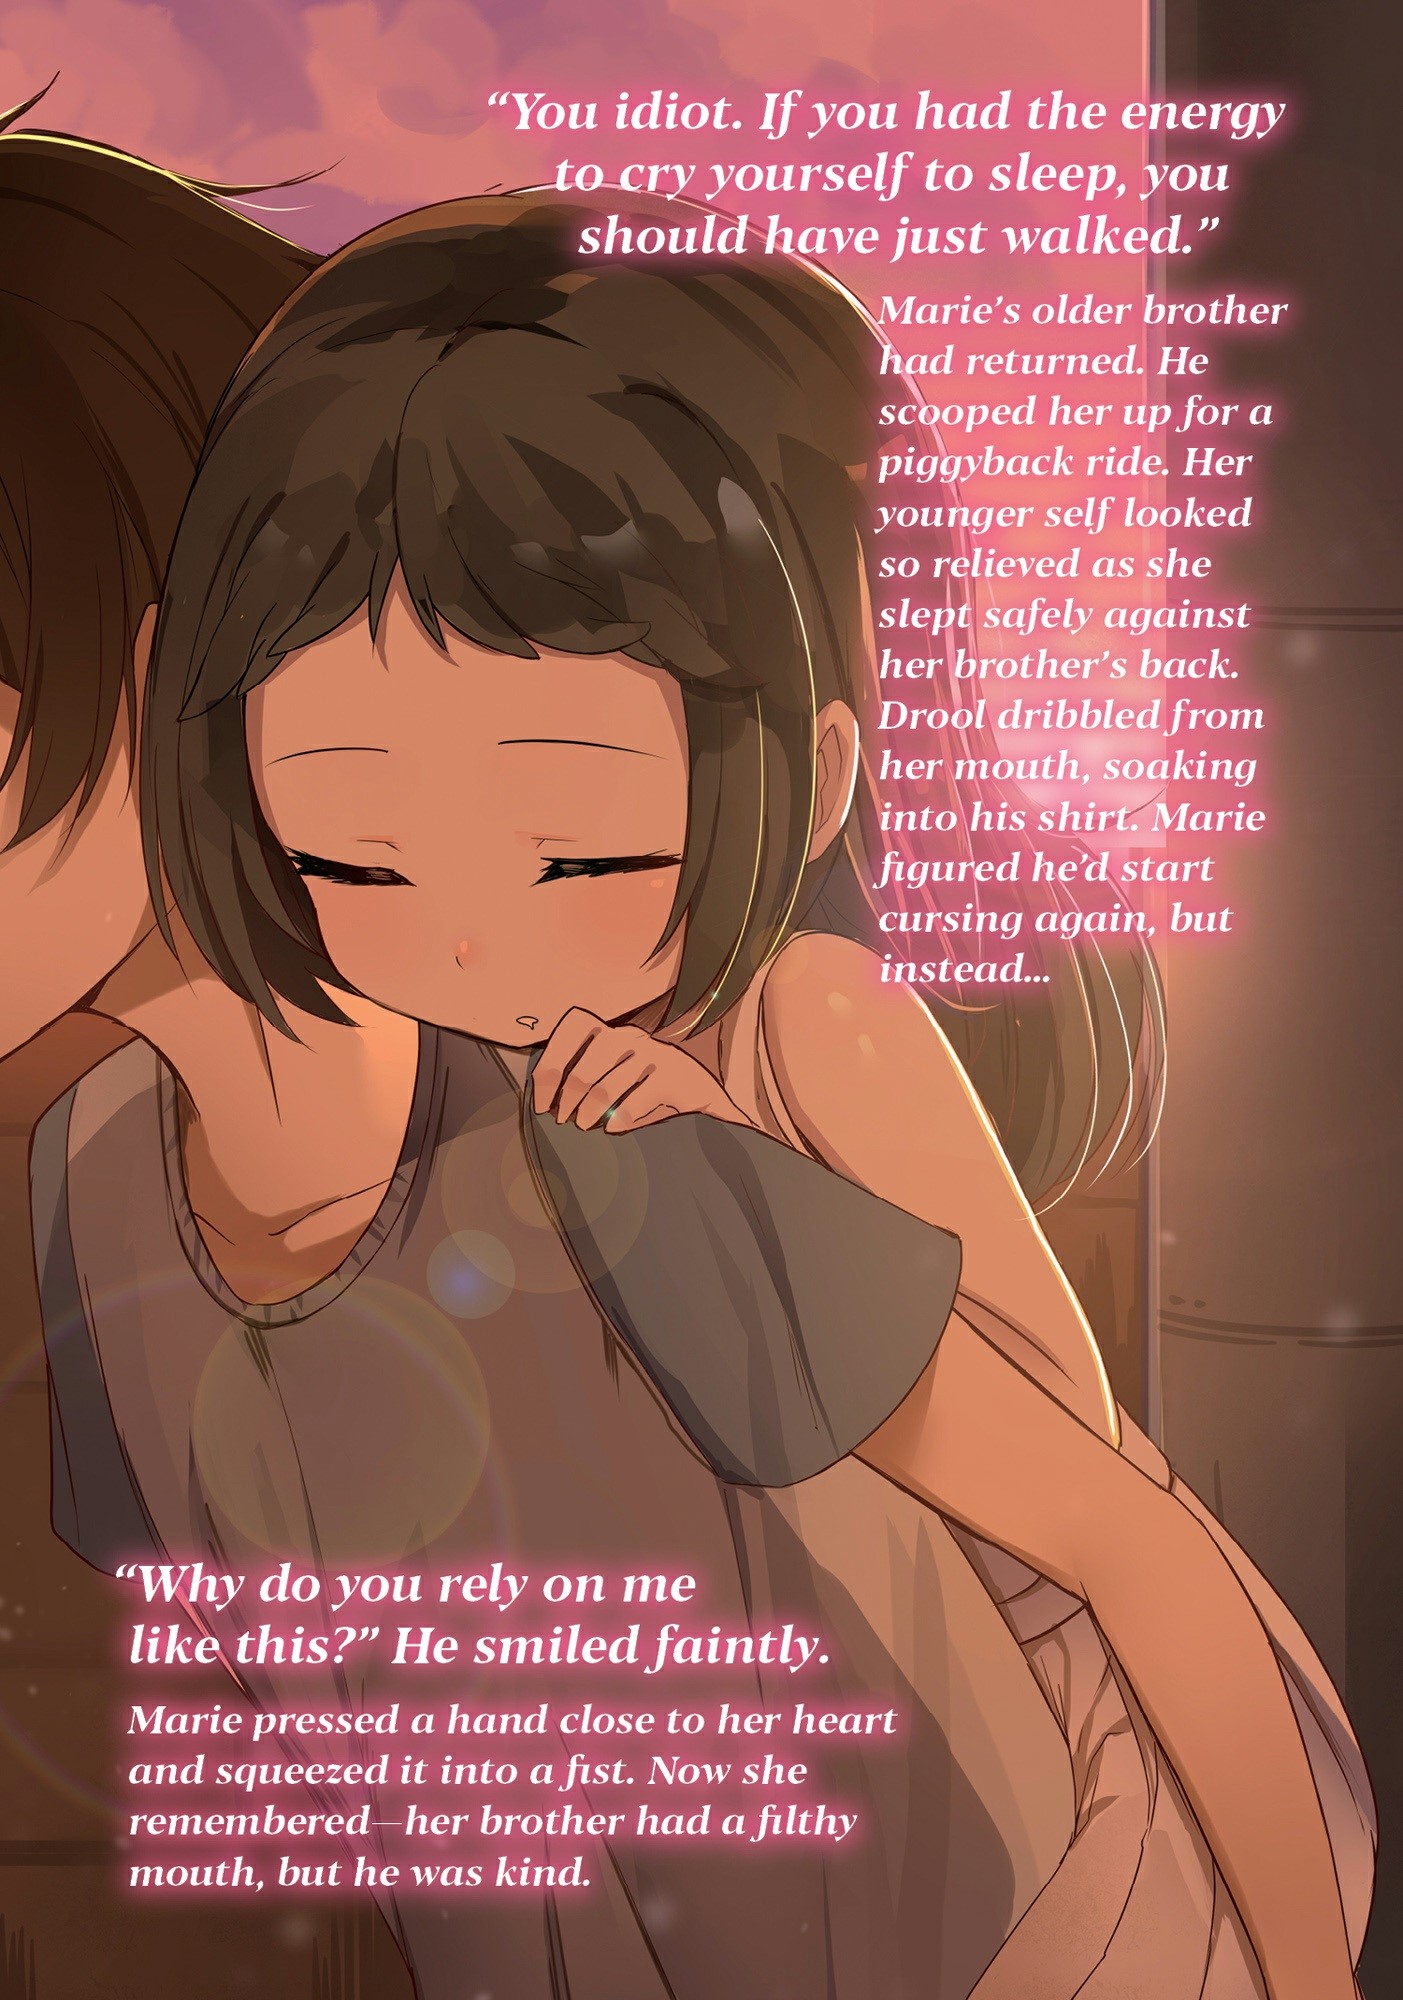 “You idiot. If you had the energy
to cry yourself to sleep, you
should have just walked.”
Marie’s older brother
had returned. He
scooped her up for a
piggyback ride. Her
younger self looked
so relieved as she
slept safely against
her brother’s back.
Drool dribbled from
her mouth, soaking
into his shirt. Marie
figured he’d start
cursing again, but
instead...
“Why do you rely on me
like this?” He smiled faintly.
Marie pressed a hand close to her heart
and squeezed it into a fist. Now she
remembered—her brother had a filthy
mouth, but he was kind.